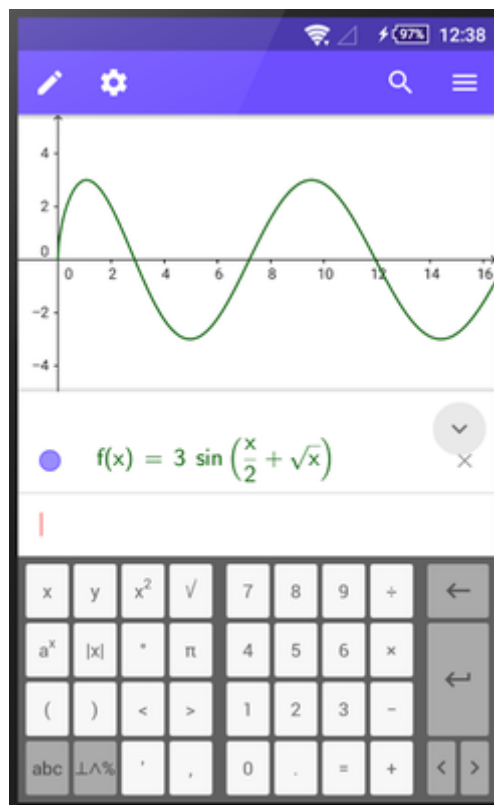 97% 12:38
4
2
0
0 2 4 6 8 10 12 14 16
−2
−4
f(x) = 3 sin(x/2 + √x)
×
x y x² √ 7 8 9 ÷ ←
aˣ |x| ° π 4 5 6 ×
( ) < > 1 2 3 −
abc ⊥∧% ' , 0 . = + < >